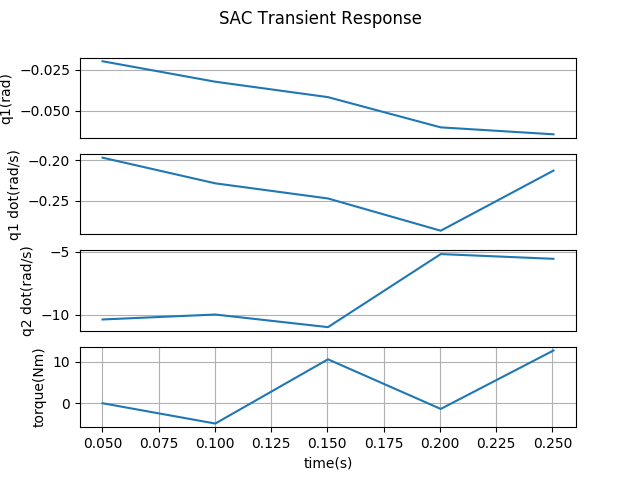 SAC Transient Response
−0.025
−0.050
q1(rad)
−0.20
−0.25
q1 dot(rad/s)
−5
−10
q2 dot(rad/s)
10
0
torque(Nm)
0.050 0.075 0.100 0.125 0.150 0.175 0.200 0.225 0.250
time(s)